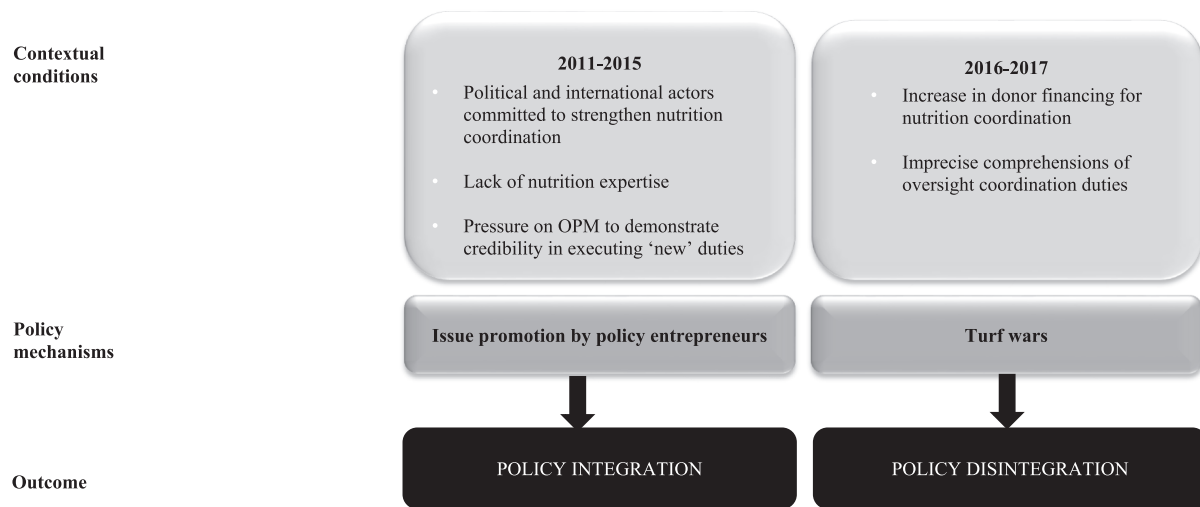 Contextual
conditions
2011-2015
• Political and international actors
committed to strengthen nutrition
coordination
• Lack of nutrition expertise
• Pressure on OPM to demonstrate
credibility in executing ‘new’ duties
2016-2017
• Increase in donor financing for
nutrition coordination
• Imprecise comprehensions of
oversight coordination duties
Policy
mechanisms
Issue promotion by policy entrepreneurs
Turf wars
Outcome
POLICY INTEGRATION
POLICY DISINTEGRATION